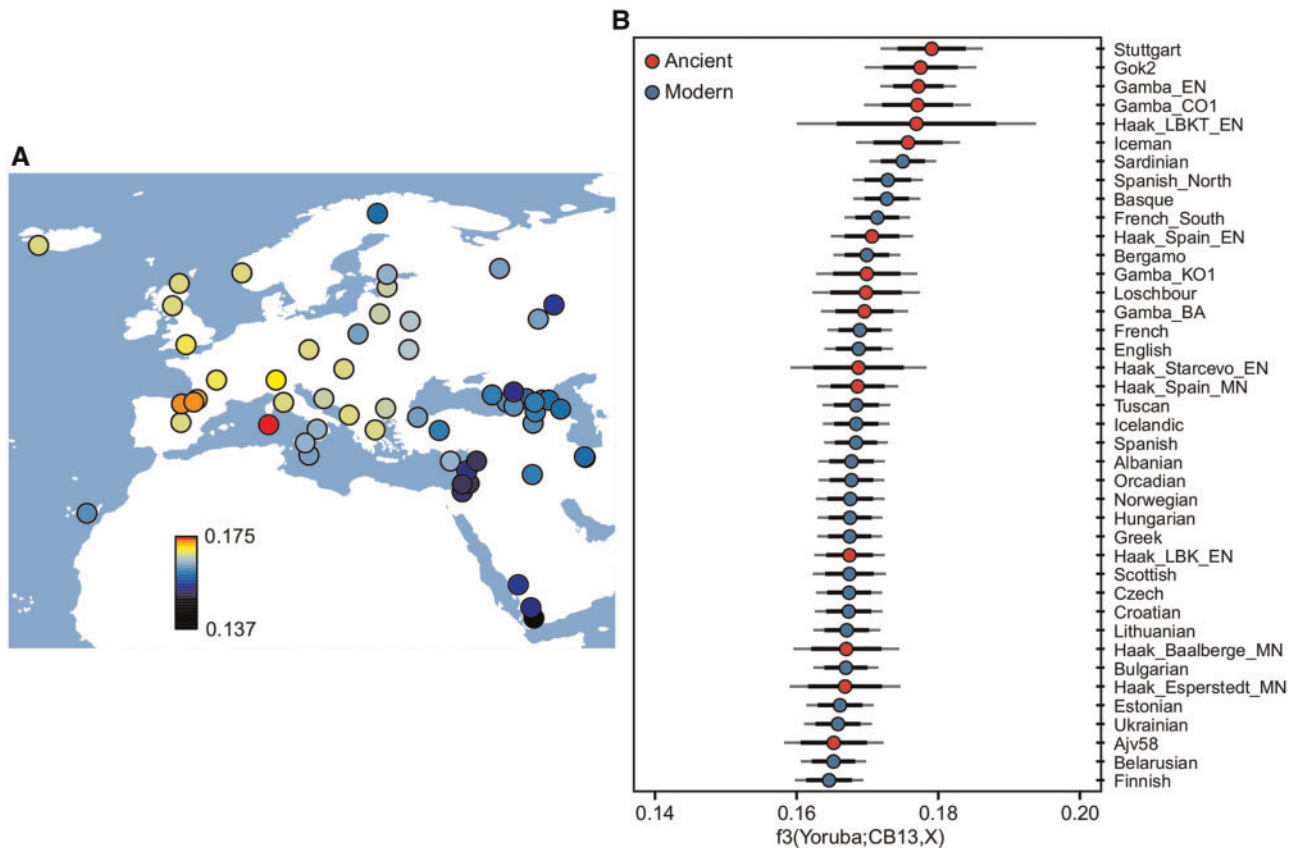 A
0.175
0.137
B
Ancient
Modern
Stuttgart
Gok2
Gamba_EN
Gamba_CO1
Haak_LBKT_EN
Iceman
Sardinian
Spanish_North
Basque
French_South
Haak_Spain_EN
Bergamo
Gamba_KO1
Loschbour
Gamba_BA
French
English
Haak_Starcevo_EN
Haak_Spain_MN
Tuscan
Icelandic
Spanish
Albanian
Orcadian
Norwegian
Hungarian
Greek
Haak_LBK_EN
Scottish
Czech
Croatian
Lithuanian
Haak_Baalberge_MN
Bulgarian
Haak_Esperstedt_MN
Estonian
Ukrainian
Ajv58
Belarusian
Finnish
0.14 0.16 0.18 0.20
f3(Yoruba;CB13,X)